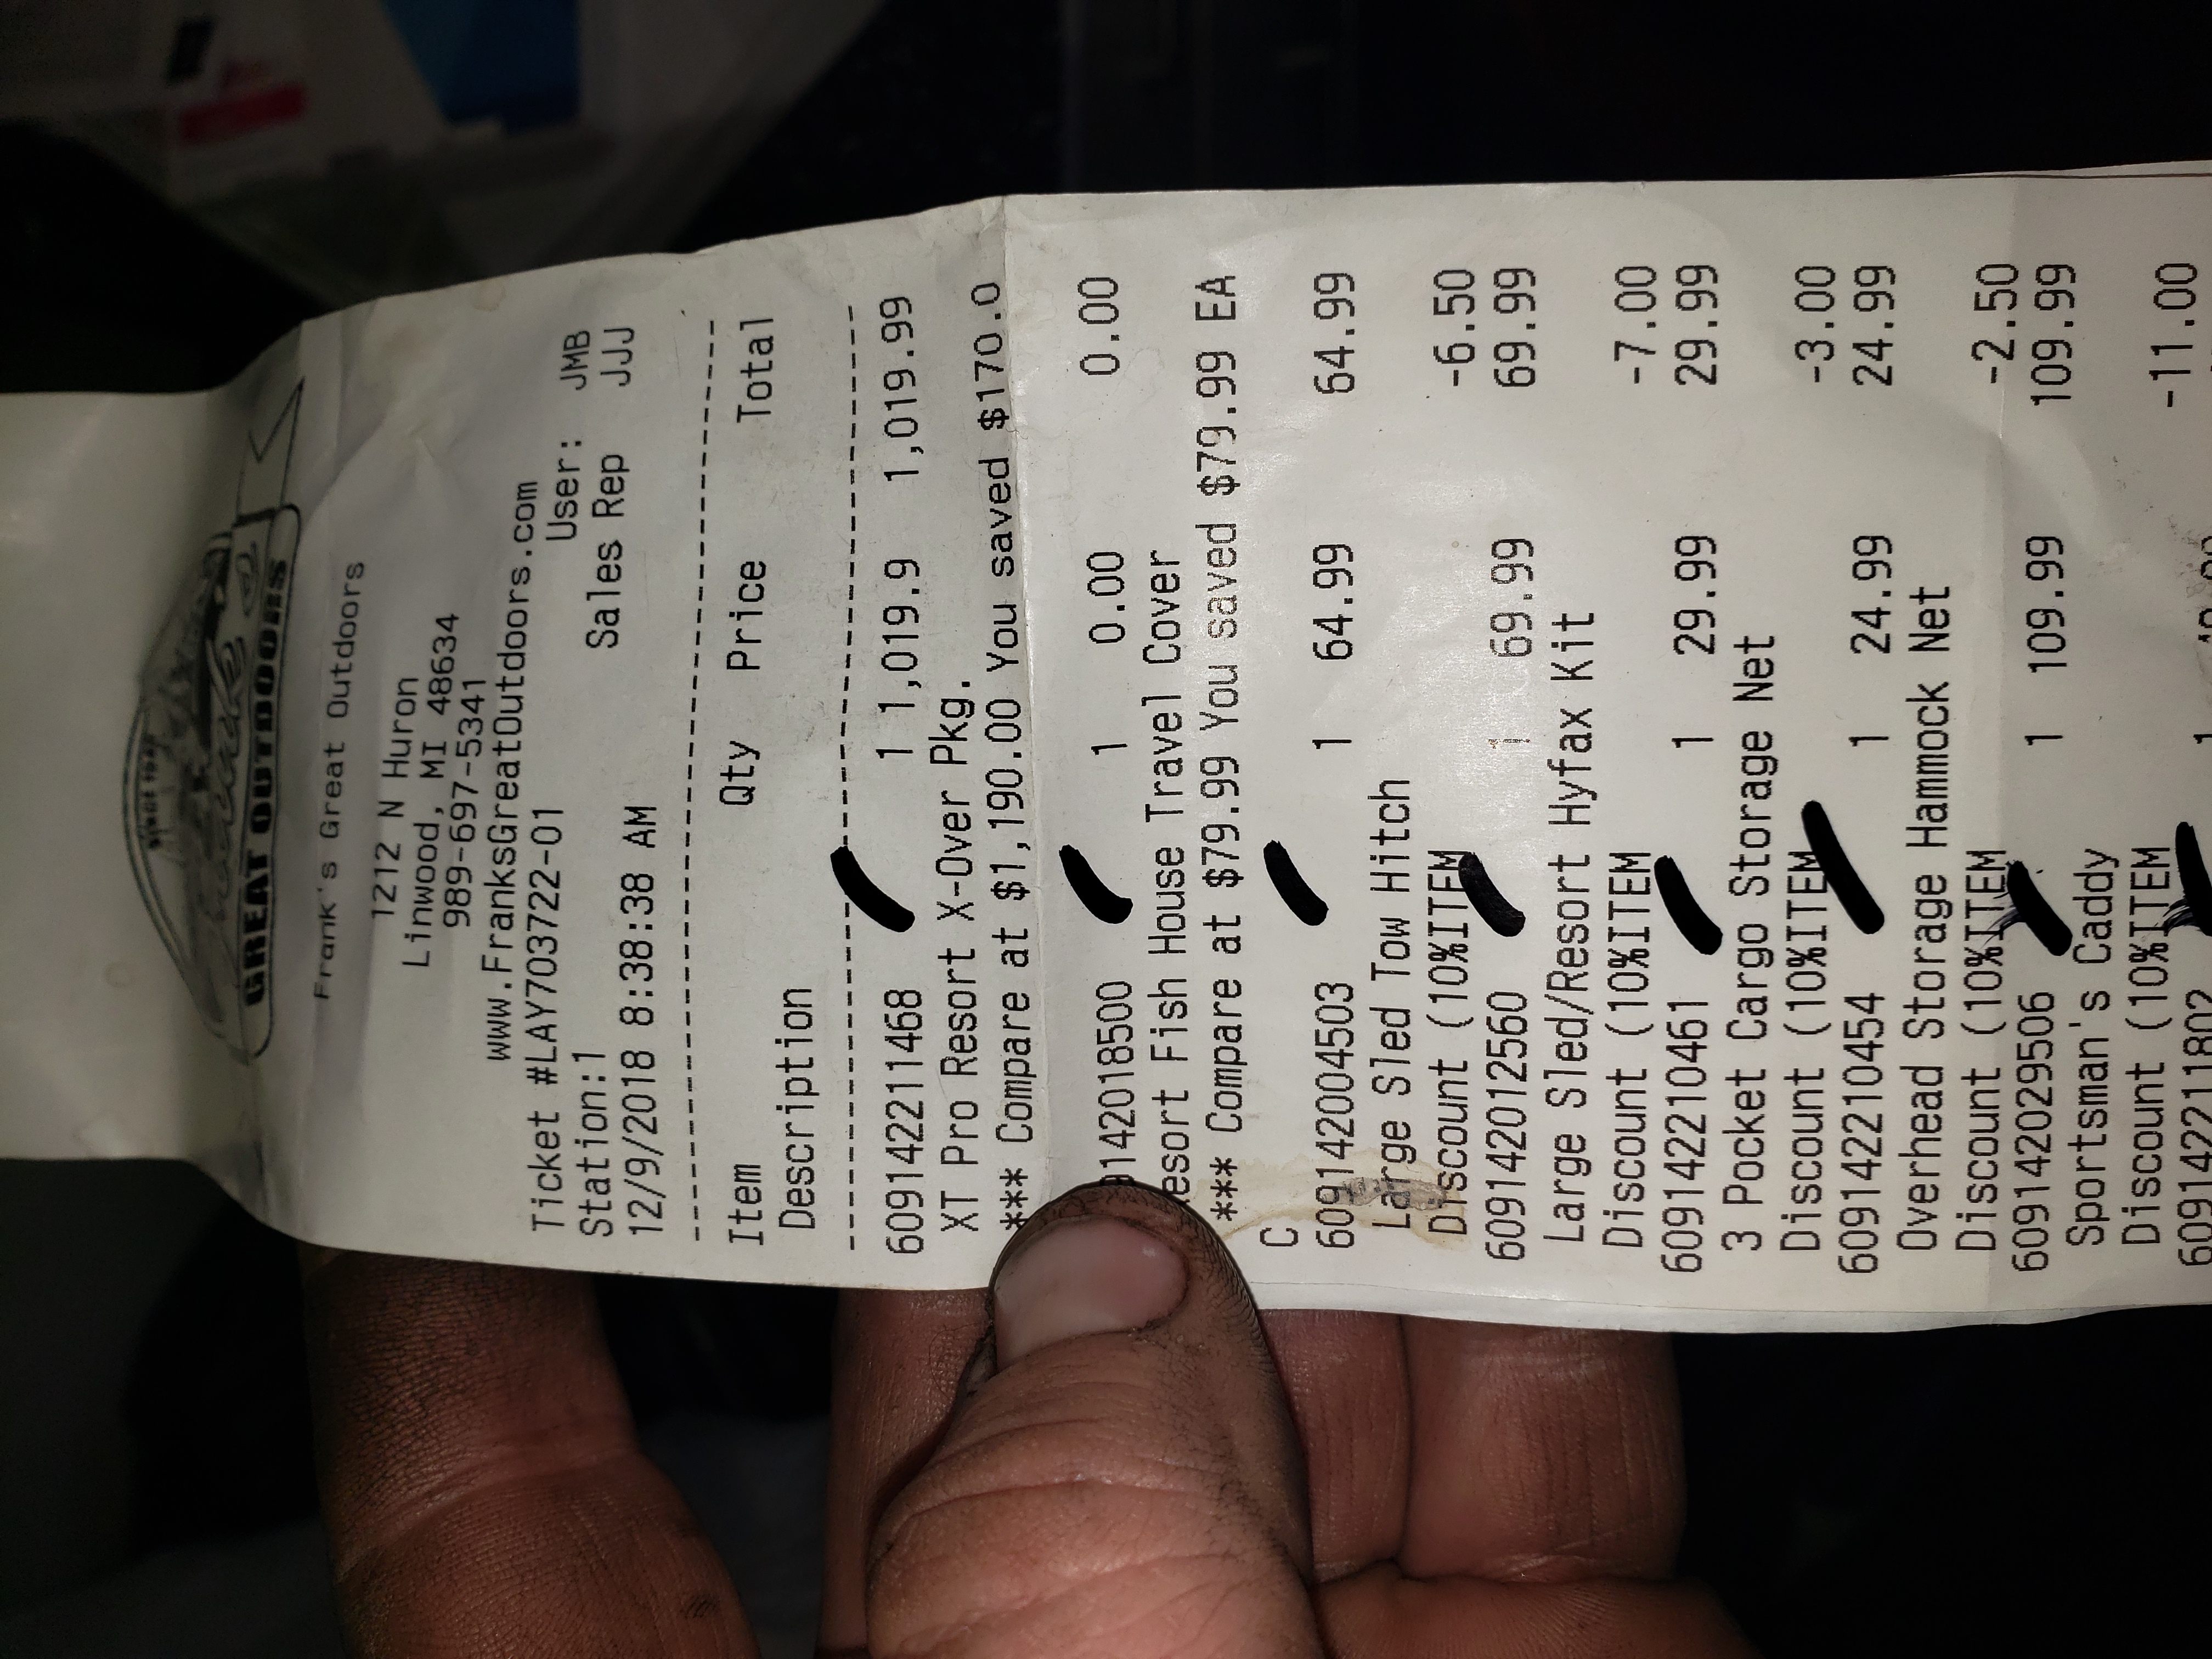 SINCE 1945
Frank's
GREAT OUTDOORS
Frank's Great Outdoors
1212 N Huron
Linwood, MI 48634
989-697-5341
www.FranksGreatOutdoors.com
Ticket #LAY703722-01 User: JMB
Station:1 Sales Rep JJJ
12/9/2018 8:38:38 AM
------------------------------------
Item Qty Price Total
Description
------------------------------------
609142211468 1 1,019.9 1,019.99
XT Pro Resort X-Over Pkg.
*** Compare at $1,190.00 You saved $170.0
9142018500 1 0.00 0.00
esort Fish House Travel Cover
*** Compare at $79.99 You saved $79.99 EA
C
609142004503 1 64.99 64.99
Large Sled Tow Hitch
Discount (10%ITEM -6.50
609142012560 1 69.99 69.99
Large Sled/Resort Hyfax Kit
Discount (10%ITEM -7.00
609142210461 1 29.99 29.99
3 Pocket Cargo Storage Net
Discount (10%ITEM -3.00
609142210454 1 24.99 24.99
Overhead Storage Hammock Net
Discount (10%ITEM -2.50
609142029506 1 109.99 109.99
Sportsman's Caddy
Discount (10%ITEM -11.00
609142211802 1